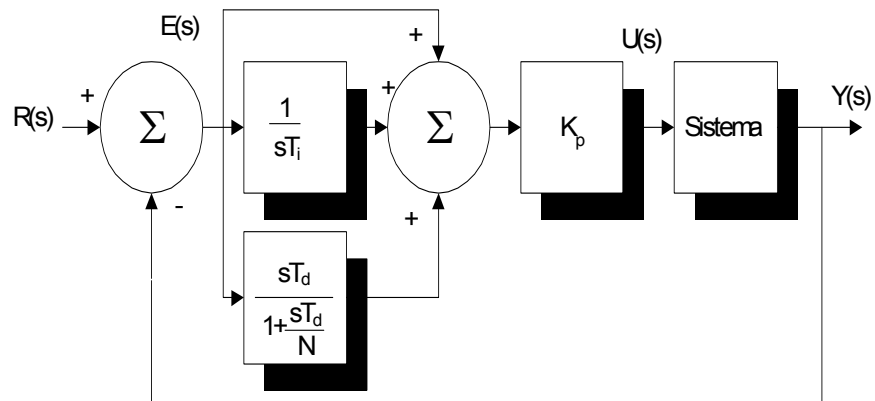 E(s)
+
U(s)
+
R(s)
+
Σ
1
sTi
+
Σ
Kp
Sistema
Y(s)
-
+
sTd
1+sTd
N